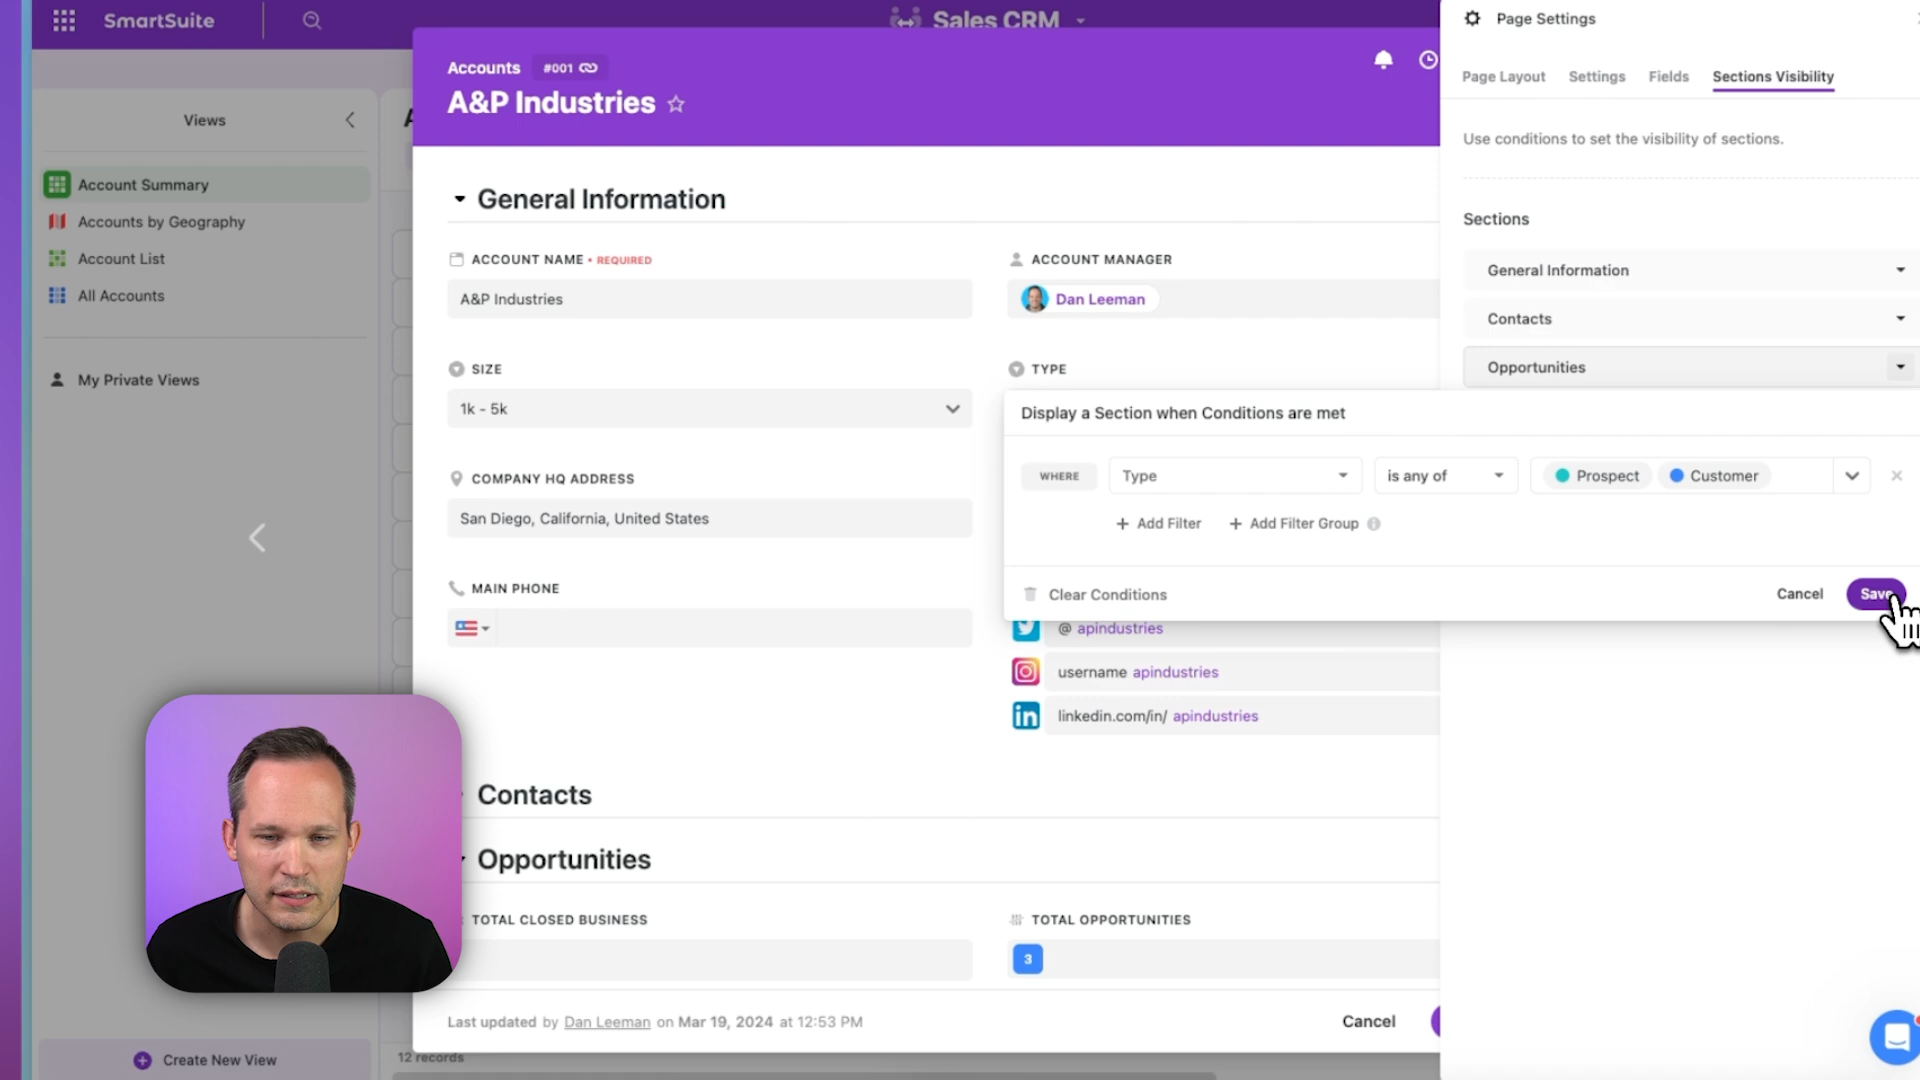 SmartSuite
Sales CRM
Page Settings
Accounts
#001
A&P Industries
Page Layout
Settings
Fields
Sections Visibility
Use conditions to set the visibility of sections.
Views
Account Summary
Accounts by Geography
Account List
All Accounts
My Private Views
General Information
ACCOUNT NAME • REQUIRED
A&P Industries
ACCOUNT MANAGER
Dan Leeman
SIZE
1k - 5k
TYPE
COMPANY HQ ADDRESS
San Diego, California, United States
MAIN PHONE
Sections
General Information
Contacts
Opportunities
Display a Section when Conditions are met
WHERE
Type
is any of
Prospect
Customer
+ Add Filter
+ Add Filter Group
Clear Conditions
Cancel
Save
@ apindustries
username apindustries
linkedin.com/in/ apindustries
Contacts
Opportunities
TOTAL CLOSED BUSINESS
TOTAL OPPORTUNITIES
3
Last updated by Dan Leeman on Mar 19, 2024 at 12:53 PM
Cancel
Create New View
12 records